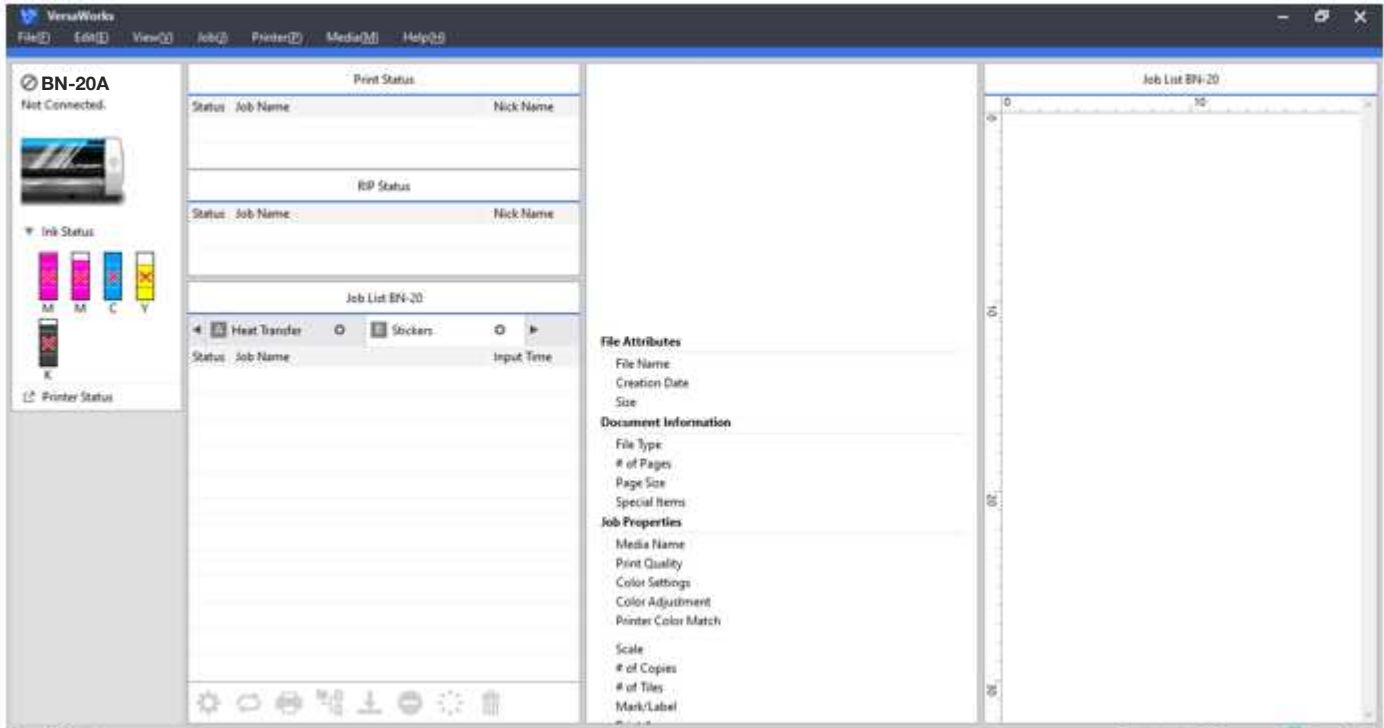 VersaWorks
File(F) Edit(E) View(V) Job(J) Printer(P) Media(M) Help(H)
BN-20A
Not Connected.
Ink Status
M M C Y
K
Printer Status
Print Status
Status Job Name Nick Name
RIP Status
Status Job Name Nick Name
Job List BN-20
A Heat Transfer Stickers
Status Job Name Input Time
File Attributes
File Name
Creation Date
Size
Document Information
File Type
# of Pages
Page Size
Special Items
Job Properties
Media Name
Print Quality
Color Settings
Color Adjustment
Printer Color Match
Scale
# of Copies
# of Tiles
Mark/Label
Job List BN-20
0 10
0
10
20
30